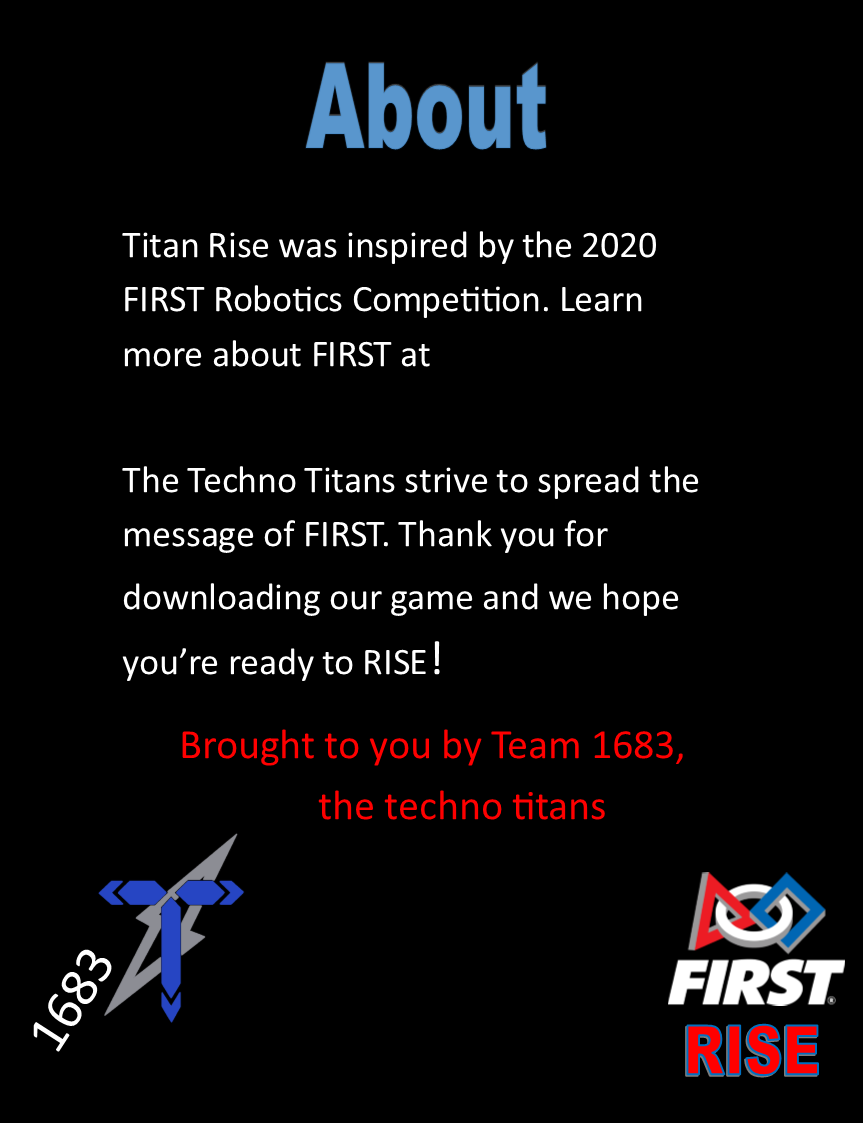 About
Titan Rise was inspired by the 2020
FIRST Robotics Competition. Learn
more about FIRST at
The Techno Titans strive to spread the
message of FIRST. Thank you for
downloading our game and we hope
you’re ready to RISE!
Brought to you by Team 1683,
the techno titans
1683
FIRST®
RISE